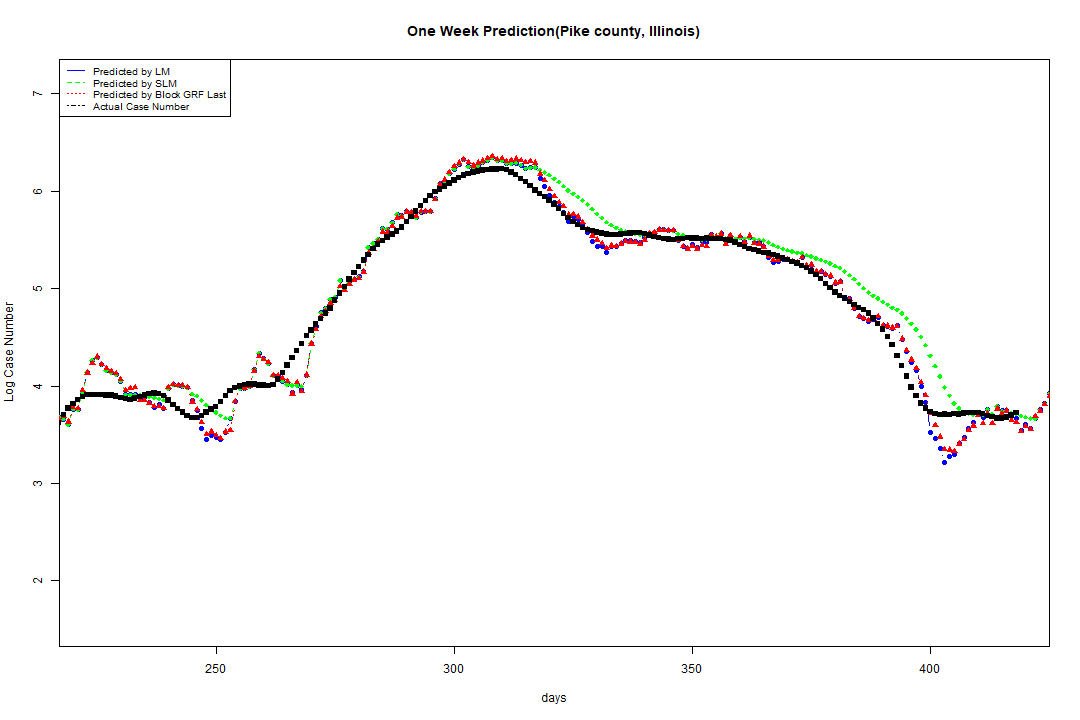 One Week Prediction(Pike county, Illinois)
Predicted by LM
Predicted by SLM
Predicted by Block GRF Last
Actual Case Number
7
6
5
4
3
2
Log Case Number
250 300 350 400
days